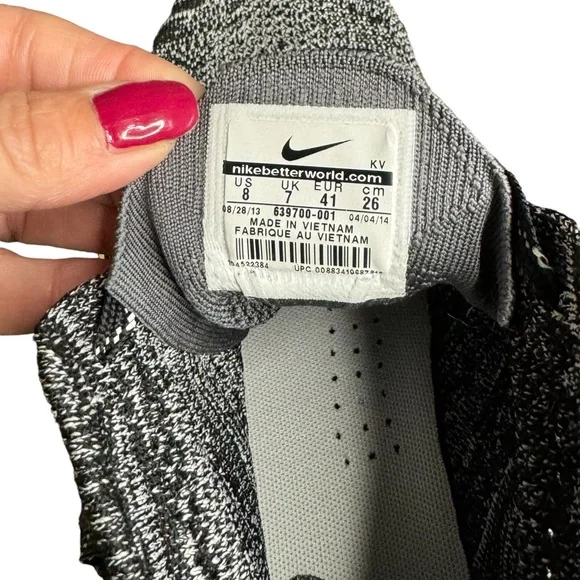 KV
nikebetterworld.com
US UK EUR cm
8 7 41 26
08/28/13 639700-001 04/04/14
MADE IN VIETNAM
FABRIQUE AU VIETNAM
UPC